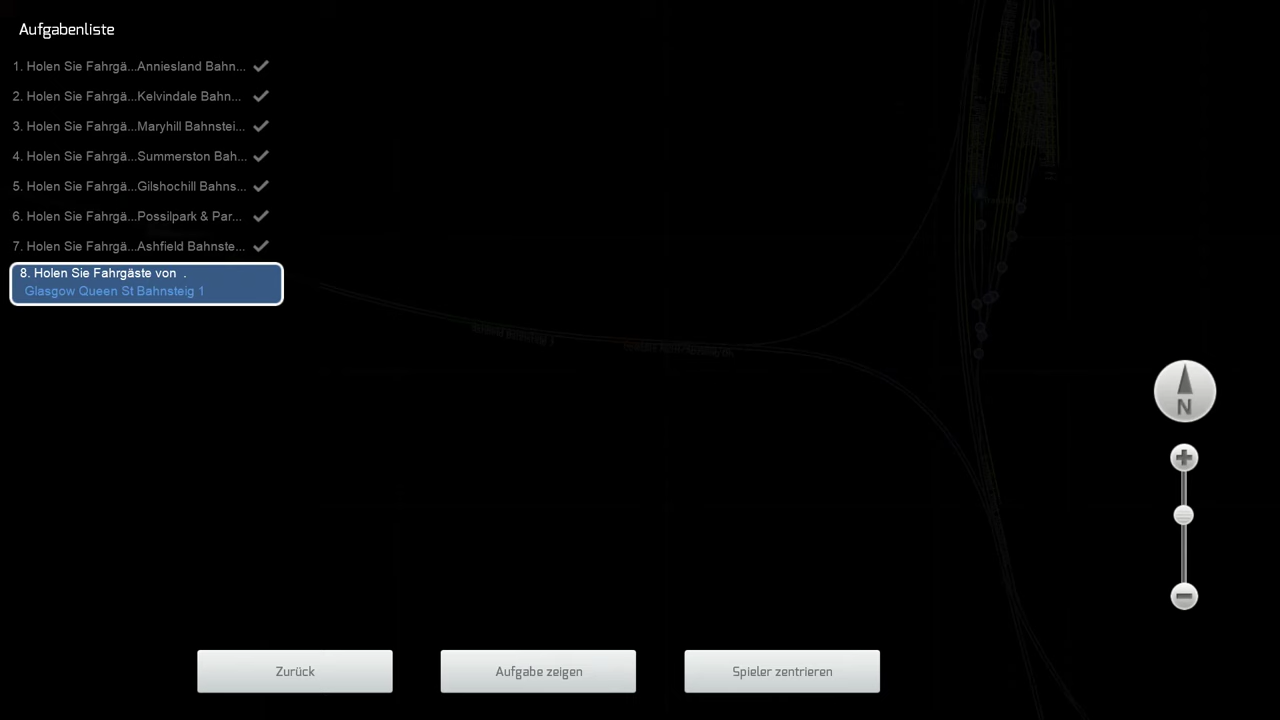 Aufgabenliste
1. Holen Sie Fahrgä...Anniesland Bahn...
2. Holen Sie Fahrgä...Kelvindale Bahn...
3. Holen Sie Fahrgä...Maryhill Bahnstei...
4. Holen Sie Fahrgä...Summerston Bah...
5. Holen Sie Fahrgä...Gilshochill Bahns...
6. Holen Sie Fahrgä...Possilpark & Par...
7. Holen Sie Fahrgä...Ashfield Bahnste...
8. Holen Sie Fahrgäste von .
Glasgow Queen St Bahnsteig 1
N
Zurück
Aufgabe zeigen
Spieler zentrieren